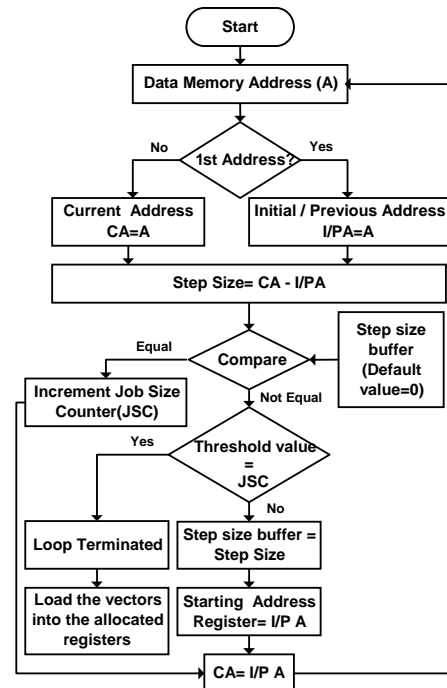 Start
Data Memory Address (A)
No
Yes
1st Address?
Current Address
CA=A
Initial / Previous Address
I/PA=A
Step Size= CA - I/PA
Equal
Compare
Step size
buffer
(Default
value=0)
Increment Job Size
Counter(JSC)
Not Equal
Yes
Threshold value
=
JSC
No
Loop Terminated
Step size buffer =
Step Size
Load the vectors
into the allocated
registers
Starting Address
Register= I/P A
CA= I/P A